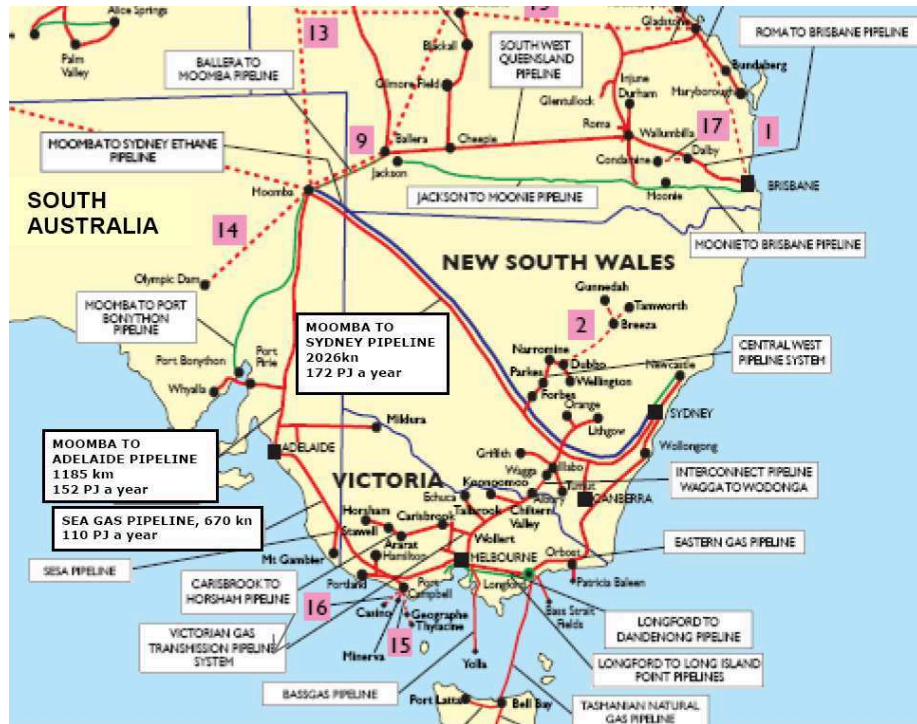 Alice Springs
Palm
Valley
13
Blackall
Gladstone
SOUTH WEST
QUEENSLAND
PIPELINE
ROMA TO BRISBANE PIPELINE
BALLERA TO
MOOMBA PIPELINE
Gilmore Field
Injune
Durham
Glentullock
Bundaberg
Maryborough
MOOMBA TO SYDNEY ETHANE
PIPELINE
9
Ballera
Cheepie
Roma
Wallumbilla
17
1
Jackson
Condamine
Dalby
Moomba
JACKSON TO MOONIE PIPELINE
Moonie
BRISBANE
SOUTH
AUSTRALIA
14
MOONIE TO BRISBANE PIPELINE
Olympic Dam
NEW SOUTH WALES
Gunnedah
Tamworth
Breeza
2
MOOMBA TO PORT
BONYTHON
PIPELINE
MOOMBA TO
SYDNEY PIPELINE
2026kn
172 PJ a year
CENTRAL WEST
PIPELINE SYSTEM
Port Bonython
Port
Pirie
Whyalla
Narromine
Dubbo
Parkes
Wellington
Forbes
Newcastle
Orange
Lithgow
SYDNEY
Mildura
MOOMBA TO
ADELAIDE PIPELINE
1185 km
152 PJ a year
ADELAIDE
Griffith
Wagga
Illabo
Tumut
Wollongong
VICTORIA
Koonoomoo
Echuca
Albury
CANBERRA
INTERCONNECT PIPELINE
WAGGA TO WODONGA
SEA GAS PIPELINE, 670 kn
110 PJ a year
Horsham
Carisbrook
Tallbrook
Chiltern
Valley
Stawell
Ararat
Wollert
Hamilton
SESA PIPELINE
Mt Gambier
MELBOURNE
Orbost
EASTERN GAS PIPELINE
CARISBROOK TO
HORSHAM PIPELINE
Portland
Port
Campbell
Longford
Patricia Baleen
16
Casino
Geographe
Thylacine
Bass Strait
Fields
VICTORIAN GAS
TRANSMISSION PIPELINE
SYSTEM
15
Minerva
Yolla
LONGFORD TO
DANDENONG PIPELINE
LONGFORD TO LONG ISLAND
POINT PIPELINES
BASSGAS PIPELINE
Port Latta
Bell Bay
TASMANIAN NATURAL
GAS PIPELINE